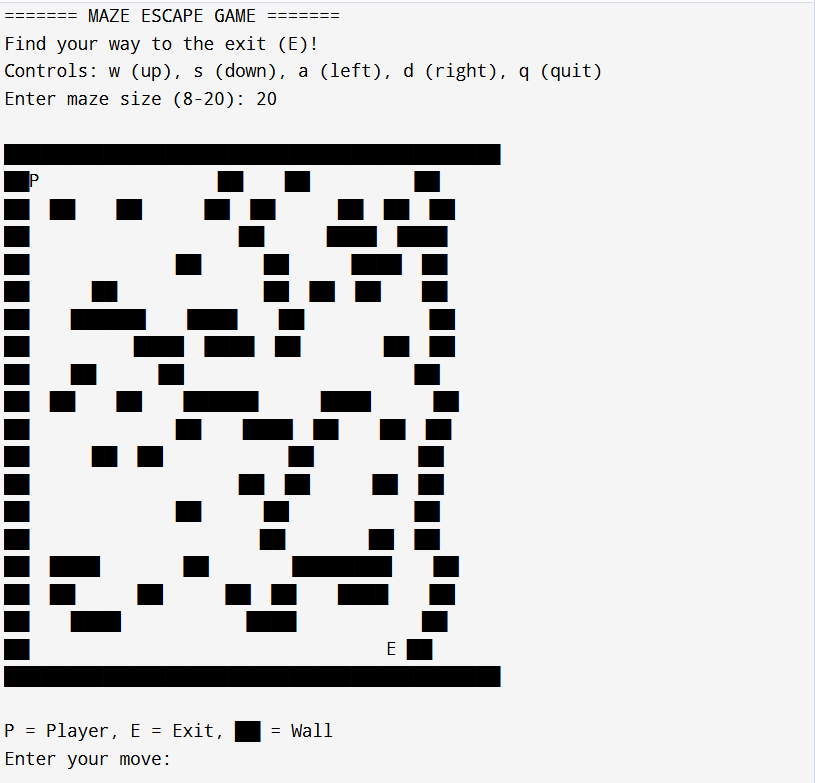 ======= MAZE ESCAPE GAME =======
Find your way to the exit (E)!
Controls: w (up), s (down), a (left), d (right), q (quit)
Enter maze size (8-20): 20
P
E
P = Player, E = Exit, ██ = Wall
Enter your move: